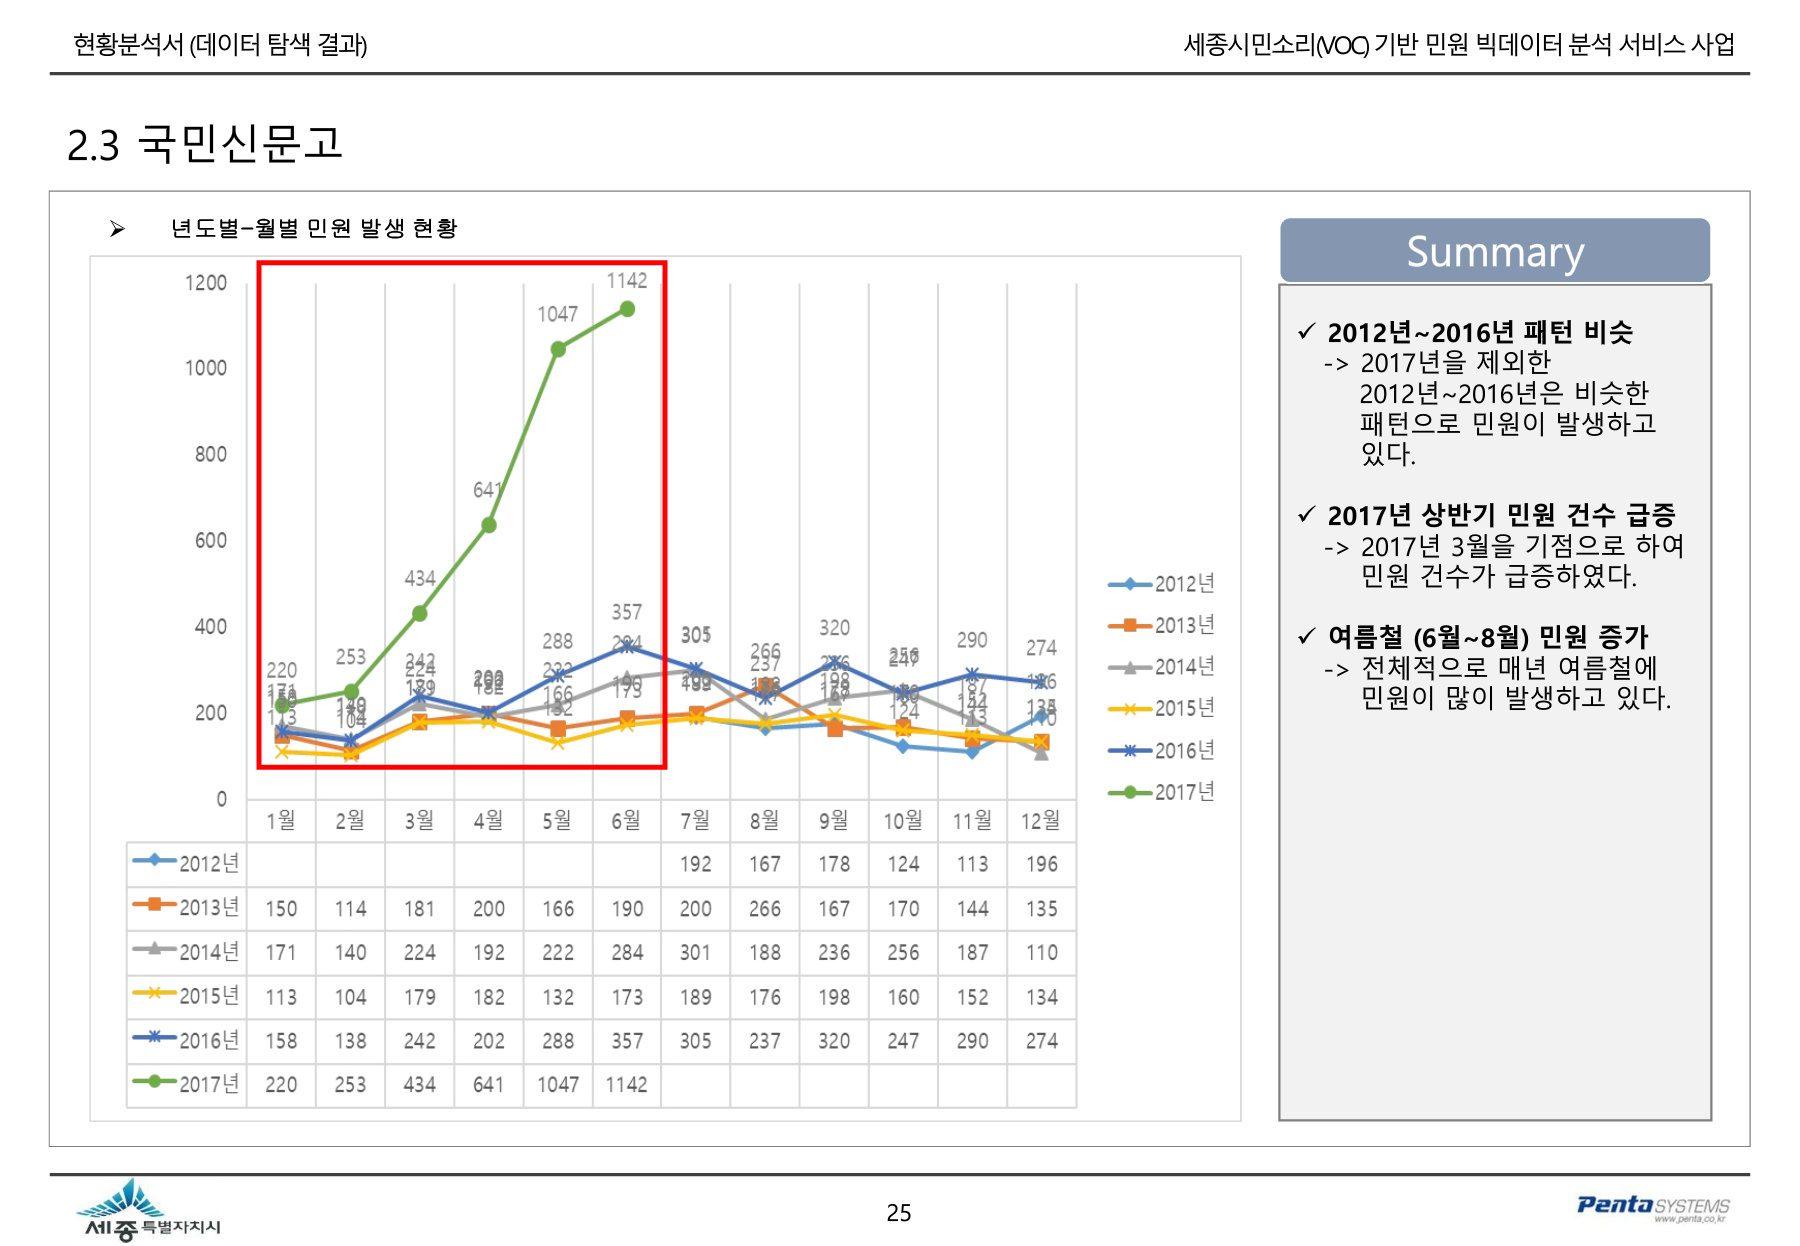 현황분석서 (데이터 탐색 결과)
세종시민소리(VOC) 기반 민원 빅데이터 분석 서비스 사업
2.3 국민신문고
년도별-월별 민원 발생 현황
1200
1000
800
600
400
200
0
1142
1047
641
434
253
220
357
288
320
266
237
290
274
124
2012년
2013년
2014년
2015년
2016년
2017년
1월 2월 3월 4월 5월 6월 7월 8월 9월 10월 11월 12월
2012년 192 167 178 124 113 196
2013년 150 114 181 200 166 190 200 266 167 170 144 135
2014년 171 140 224 192 222 284 301 188 236 256 187 110
2015년 113 104 179 182 132 173 189 176 198 160 152 134
2016년 158 138 242 202 288 357 305 237 320 247 290 274
2017년 220 253 434 641 1047 1142
Summary
✓ 2012년~2016년 패턴 비슷
-> 2017년을 제외한
2012년~2016년은 비슷한
패턴으로 민원이 발생하고
있다.
✓ 2017년 상반기 민원 건수 급증
-> 2017년 3월을 기점으로 하여
민원 건수가 급증하였다.
✓ 여름철 (6월~8월) 민원 증가
-> 전체적으로 매년 여름철에
민원이 많이 발생하고 있다.
세종특별자치시
25
Penta SYSTEMS
www.penta.co.kr